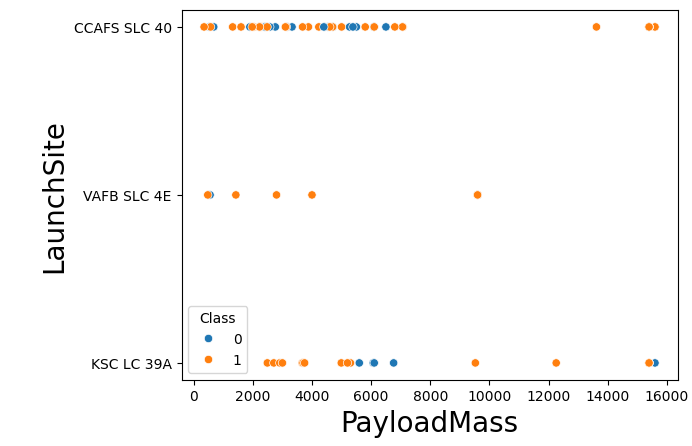 CCAFS SLC 40
VAFB SLC 4E
KSC LC 39A
LaunchSite
Class
0
1
0 2000 4000 6000 8000 10000 12000 14000 16000
PayloadMass